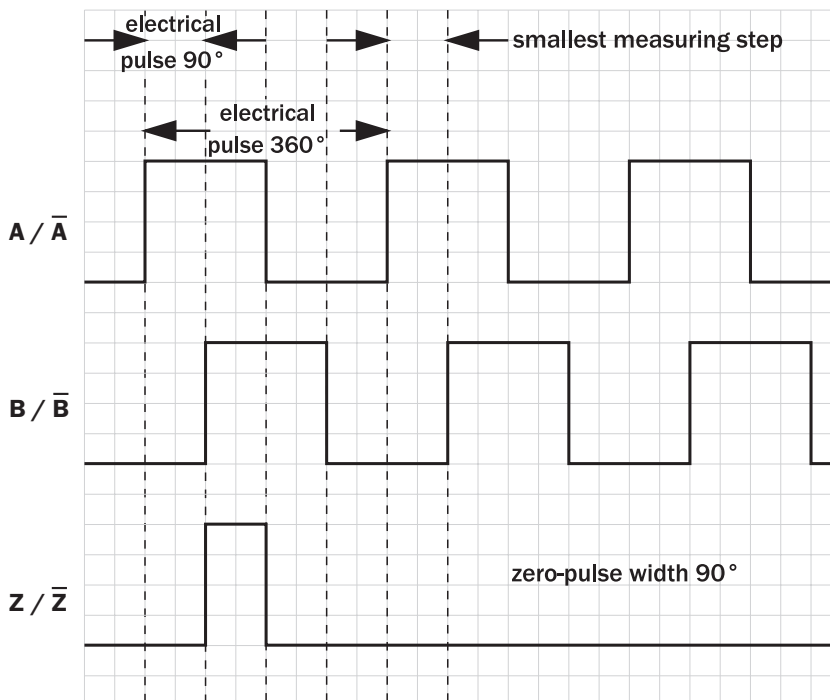 electrical
pulse 90°
smallest measuring step
electrical
pulse 360°
A / A̅
B / B̅
zero-pulse width 90°
Z / Z̅